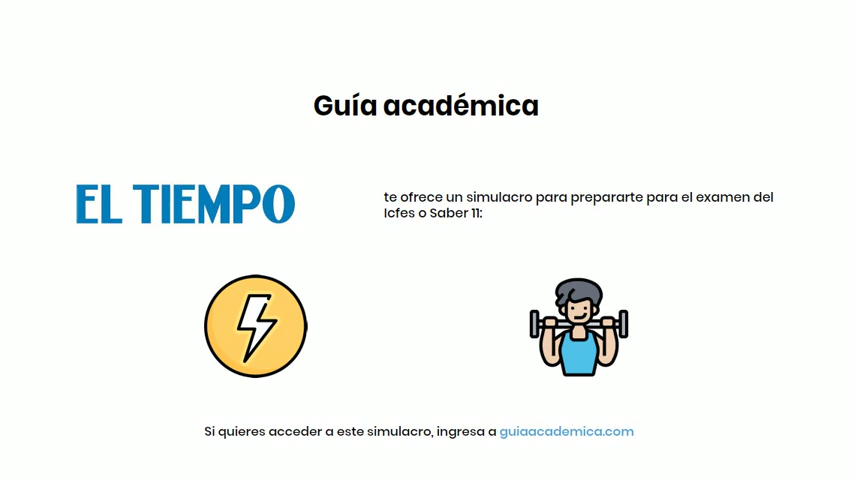 Guía académica
EL TIEMPO
te ofrece un simulacro para prepararte para el examen del
Icfes o Saber 11:
Si quieres acceder a este simulacro, ingresa a guiaacademica.com